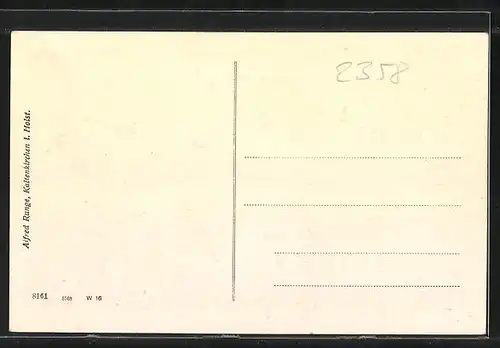 2358
Alfred Runge, Kaltenkirchen i. Holst.
8161 W 16